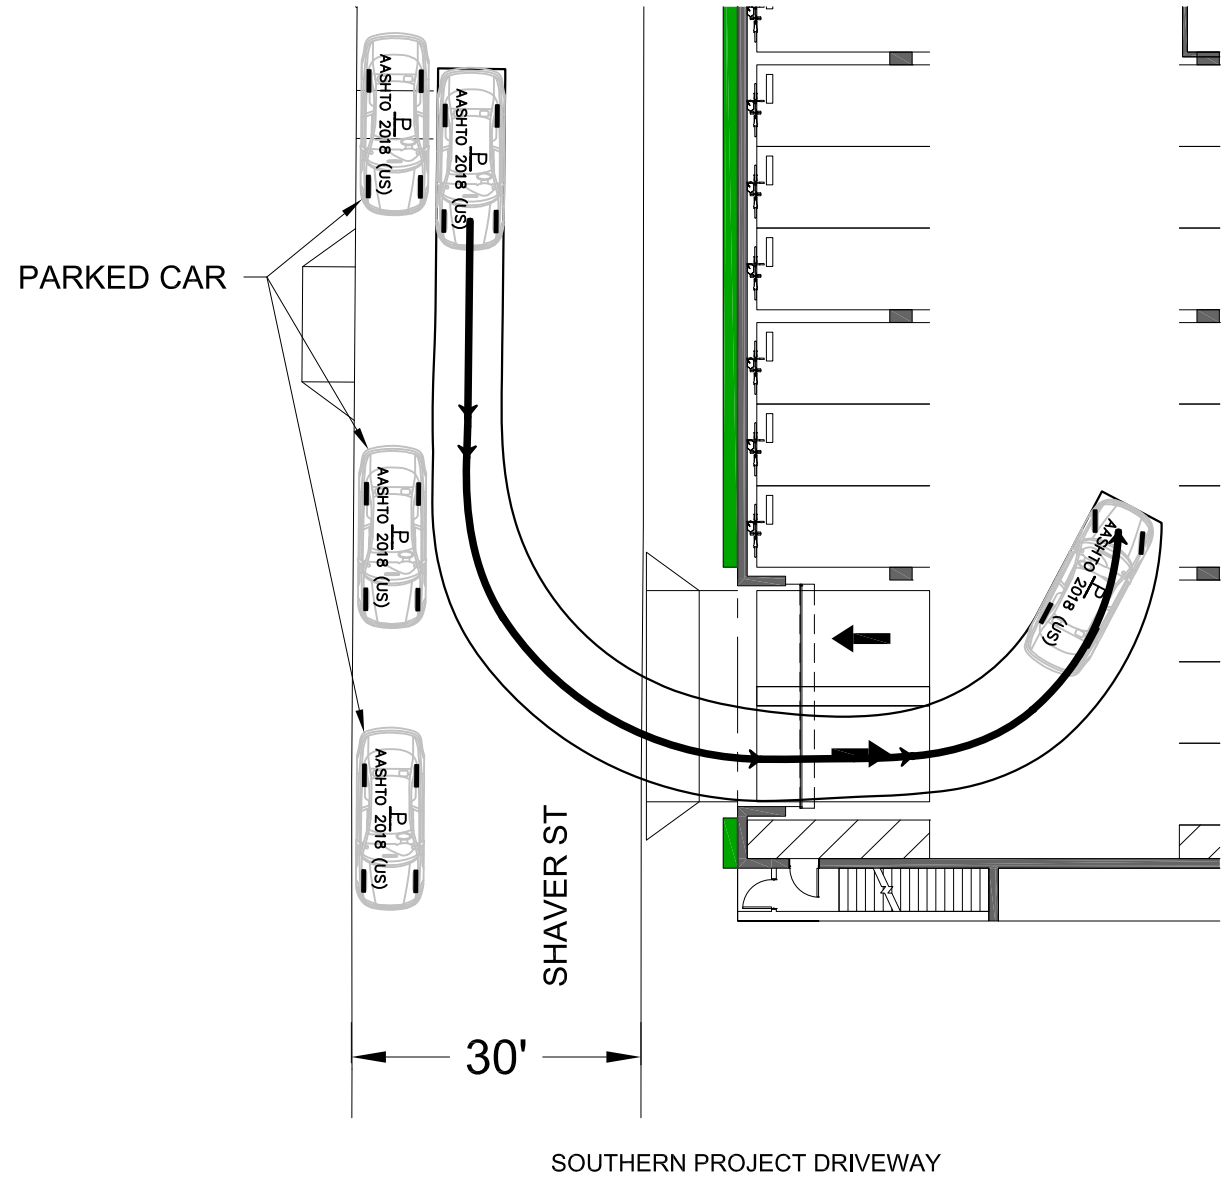 AASHTO 2018 (US)
P
AASHTO 2018 (US)
P
PARKED CAR
AASHTO 2018 (US)
P
AASHTO 2018 (US)
P
AASHTO 2018 (US)
P
SHAVER ST
30'
SOUTHERN PROJECT DRIVEWAY